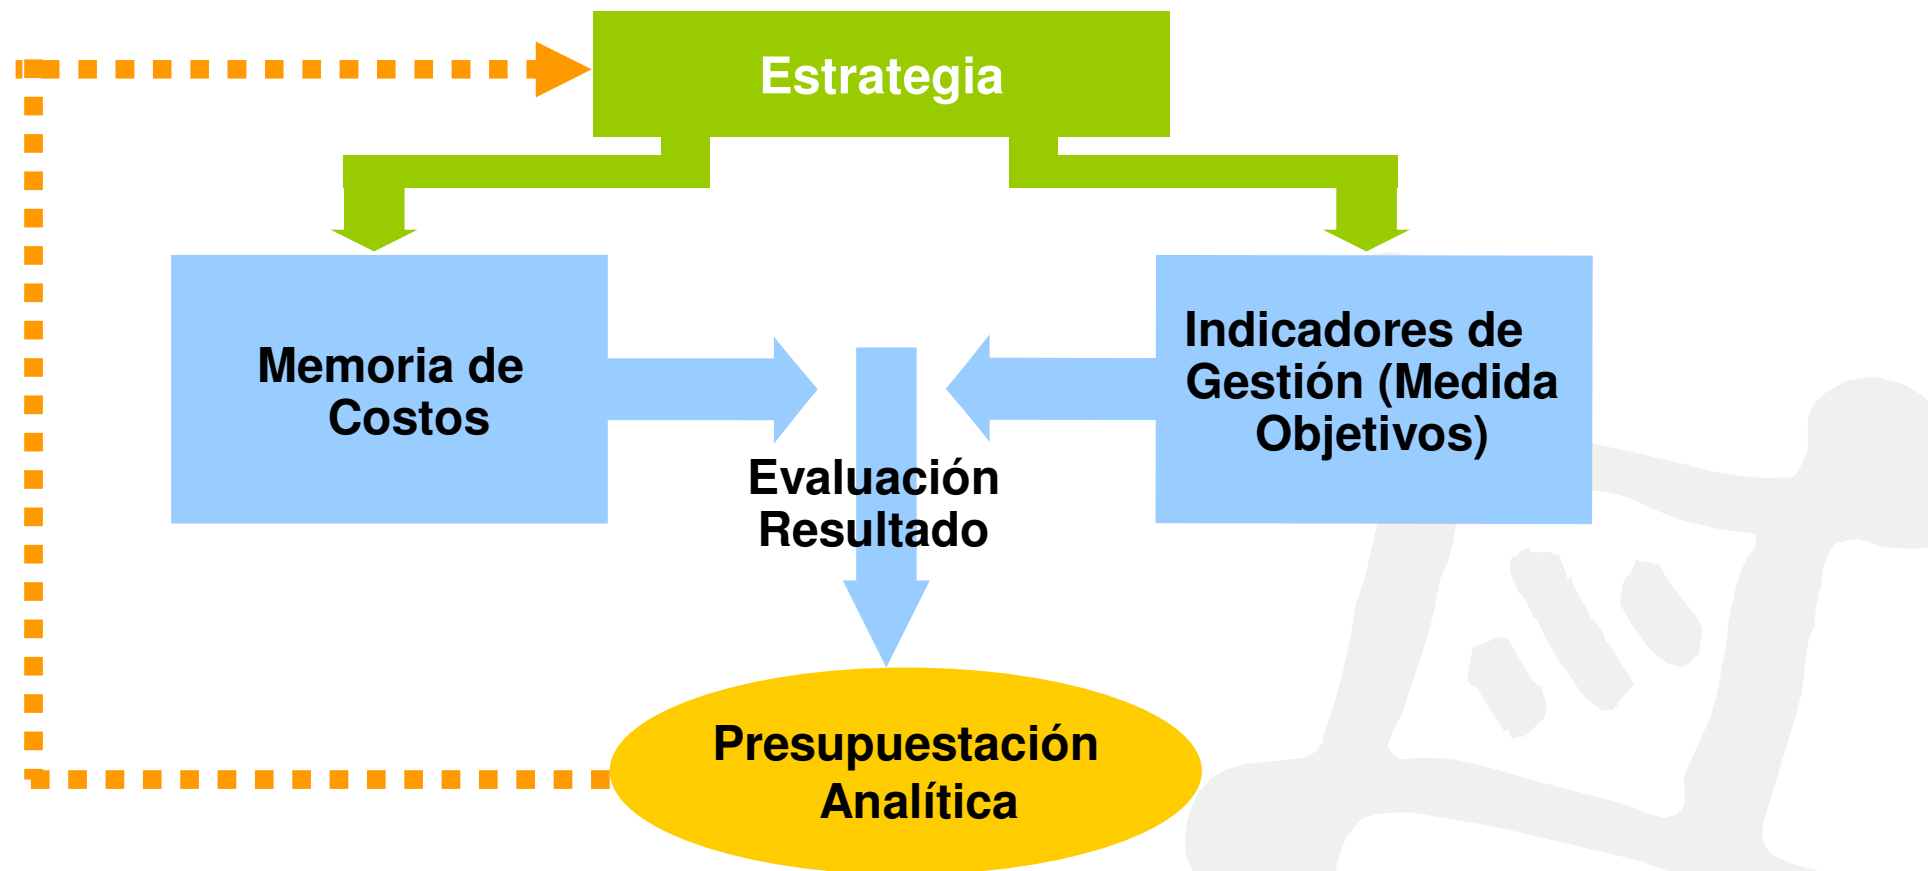 Estrategia
Memoria de
Costos
Indicadores de
Gestión (Medida
Objetivos)
Evaluación
Resultado
Presupuestación
Analítica